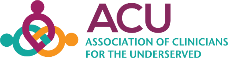 ACU
ASSOCIATION OF CLINICIANS
FOR THE UNDERSERVED